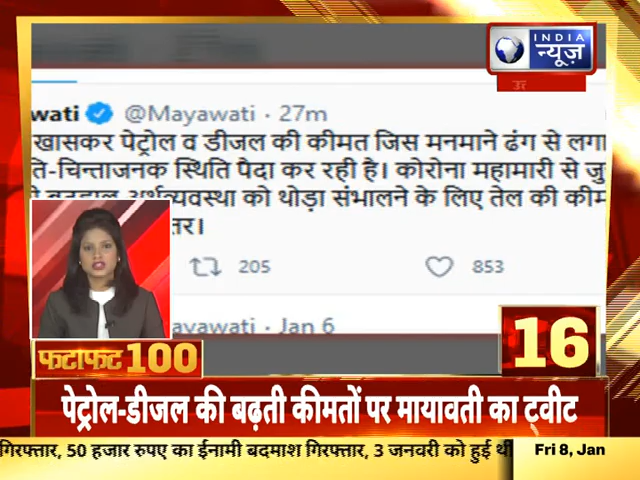 INDIA
न्यूज़
wati @Mayawati · 27m
खासकर पेट्रोल व डीजल की कीमत जिस मनमाने ढंग से लगा
ति-चिन्ताजनक स्थिति पैदा कर रही है। कोरोना महामारी से जु
अर्थव्यवस्था को थोड़ा संभालने के लिए तेल की कीम
तर।
205 853
ayawati · Jan 6
16
फटाफट 100
पेट्रोल-डीजल की बढ़ती कीमतों पर मायावती का ट्वीट
गिरफ्तार, 50 हजार रुपए का ईनामी बदमाश गिरफ्तार, 3 जनवरी को हुई थी
Fri 8, Jan